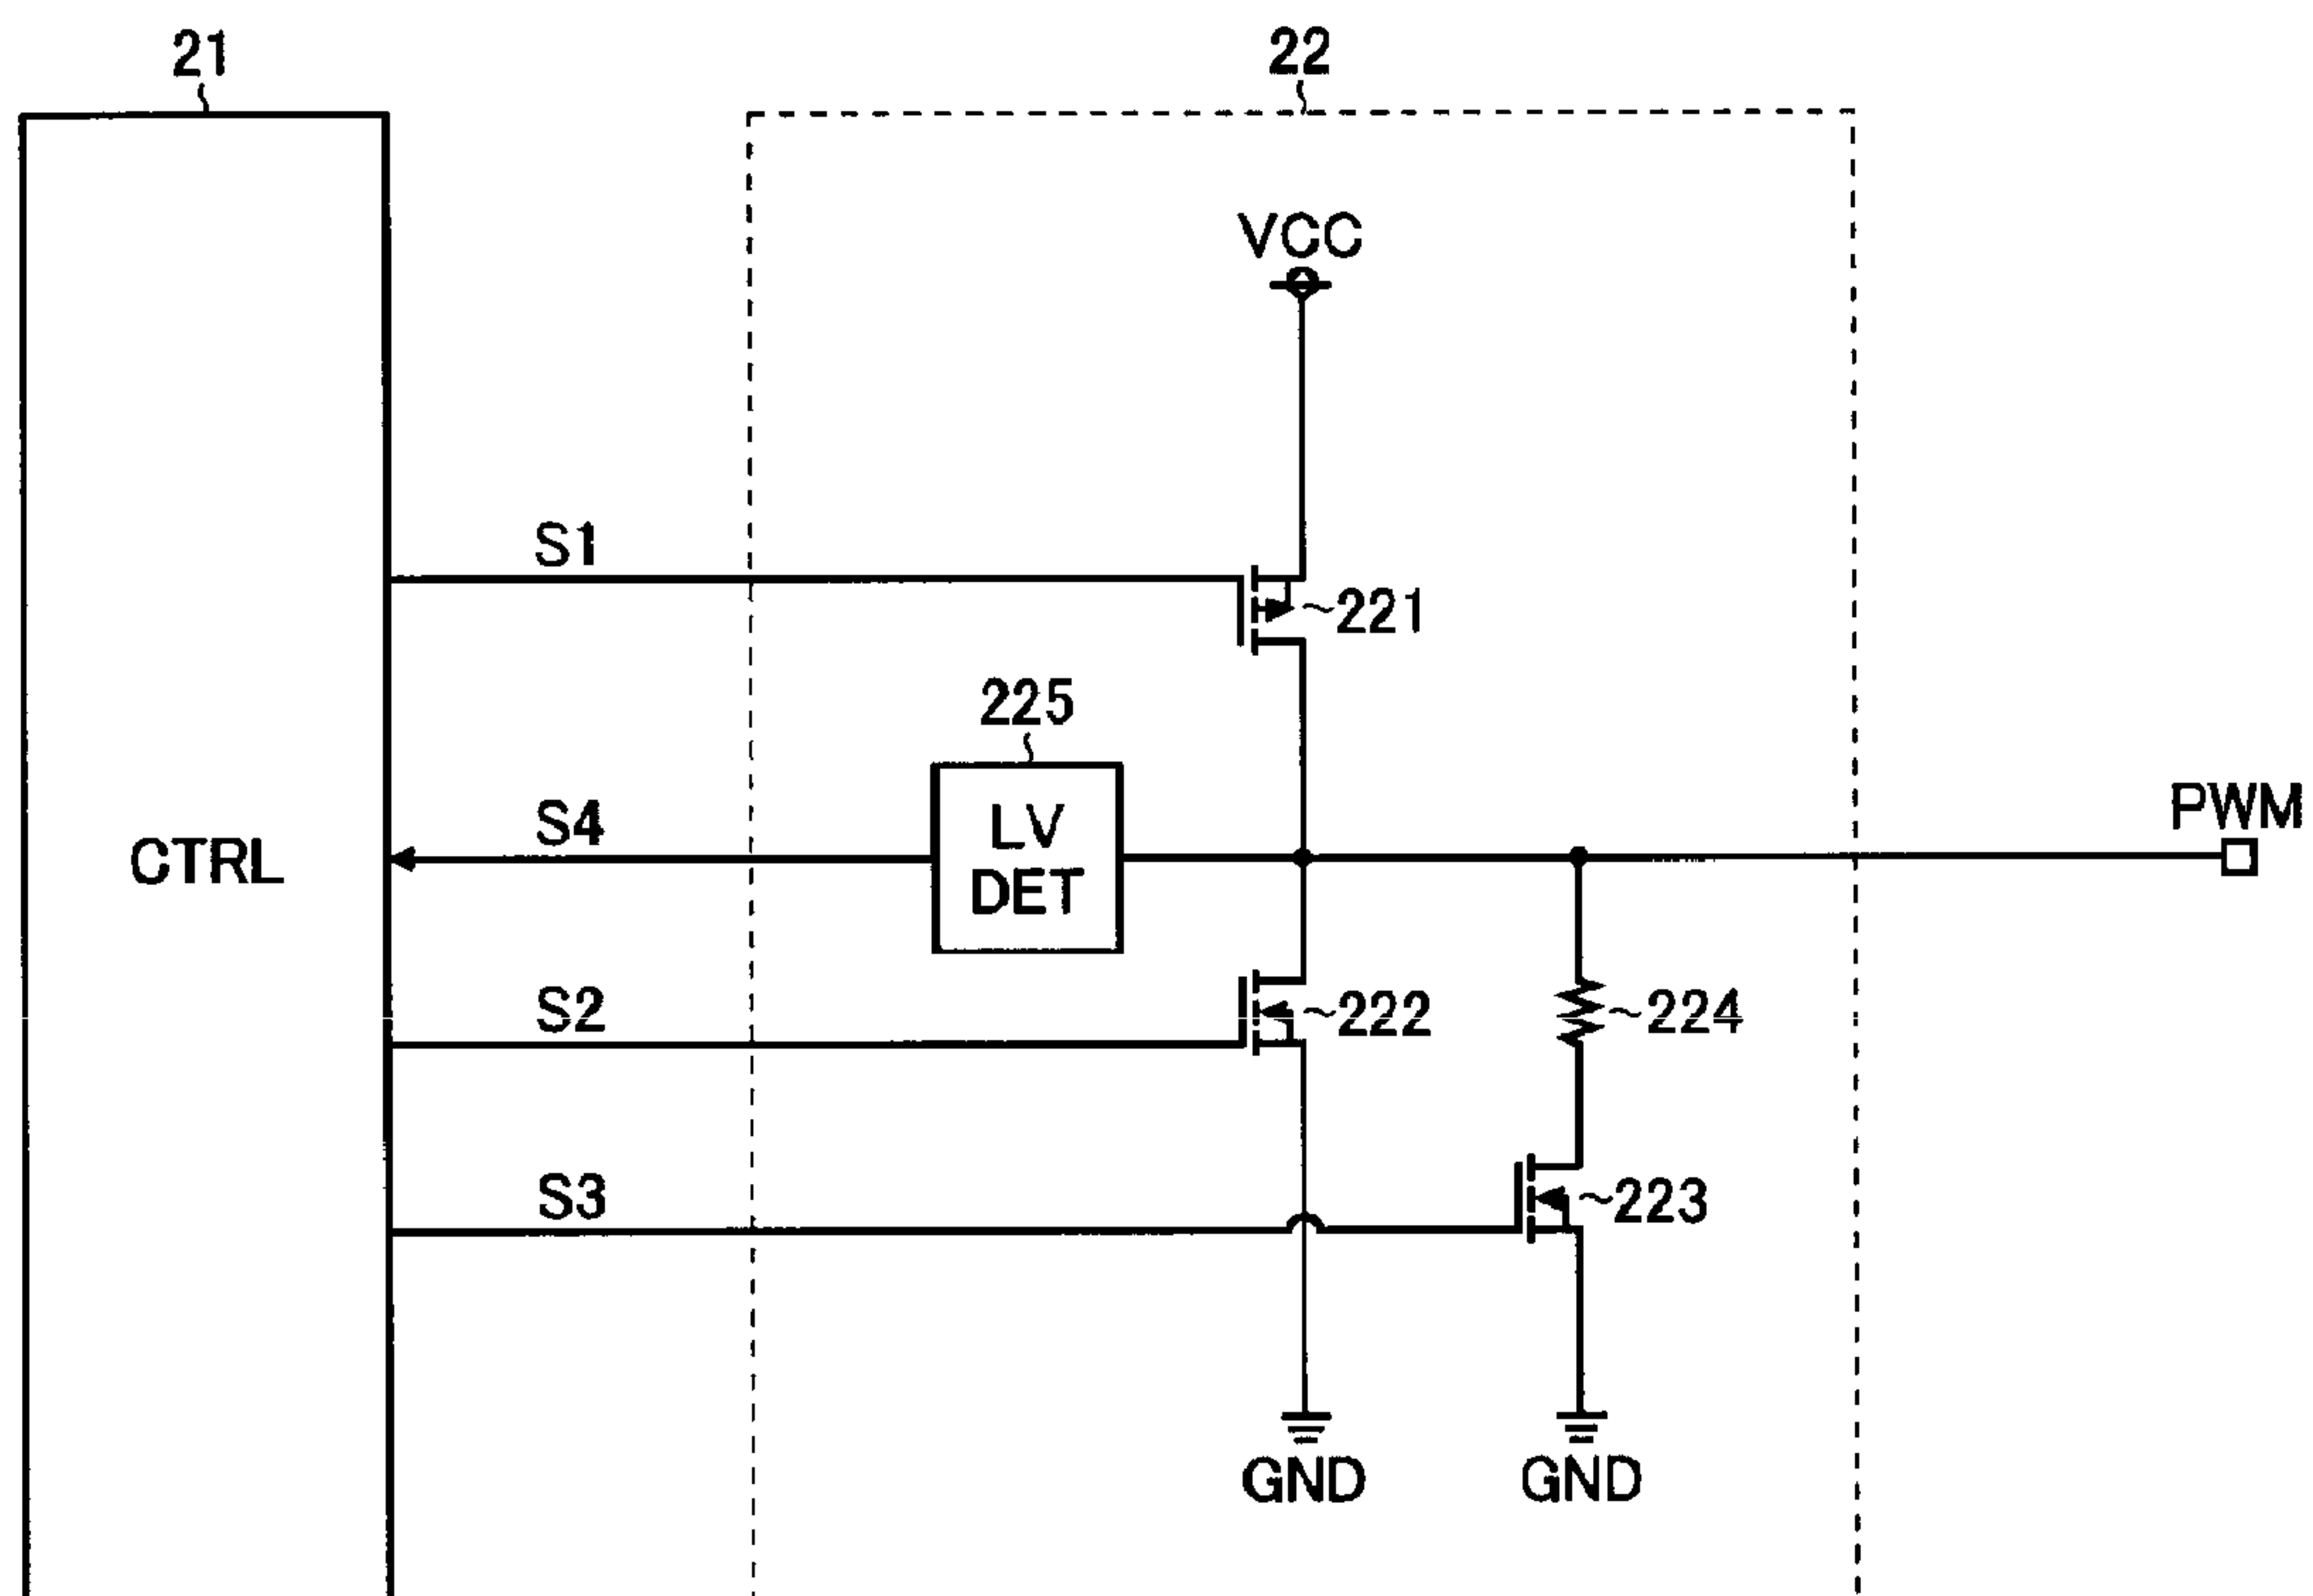 21
22
VCC
S1
221
225
LV
DET
S4
CTRL
PWM
S2
222
224
S3
223
GND
GND